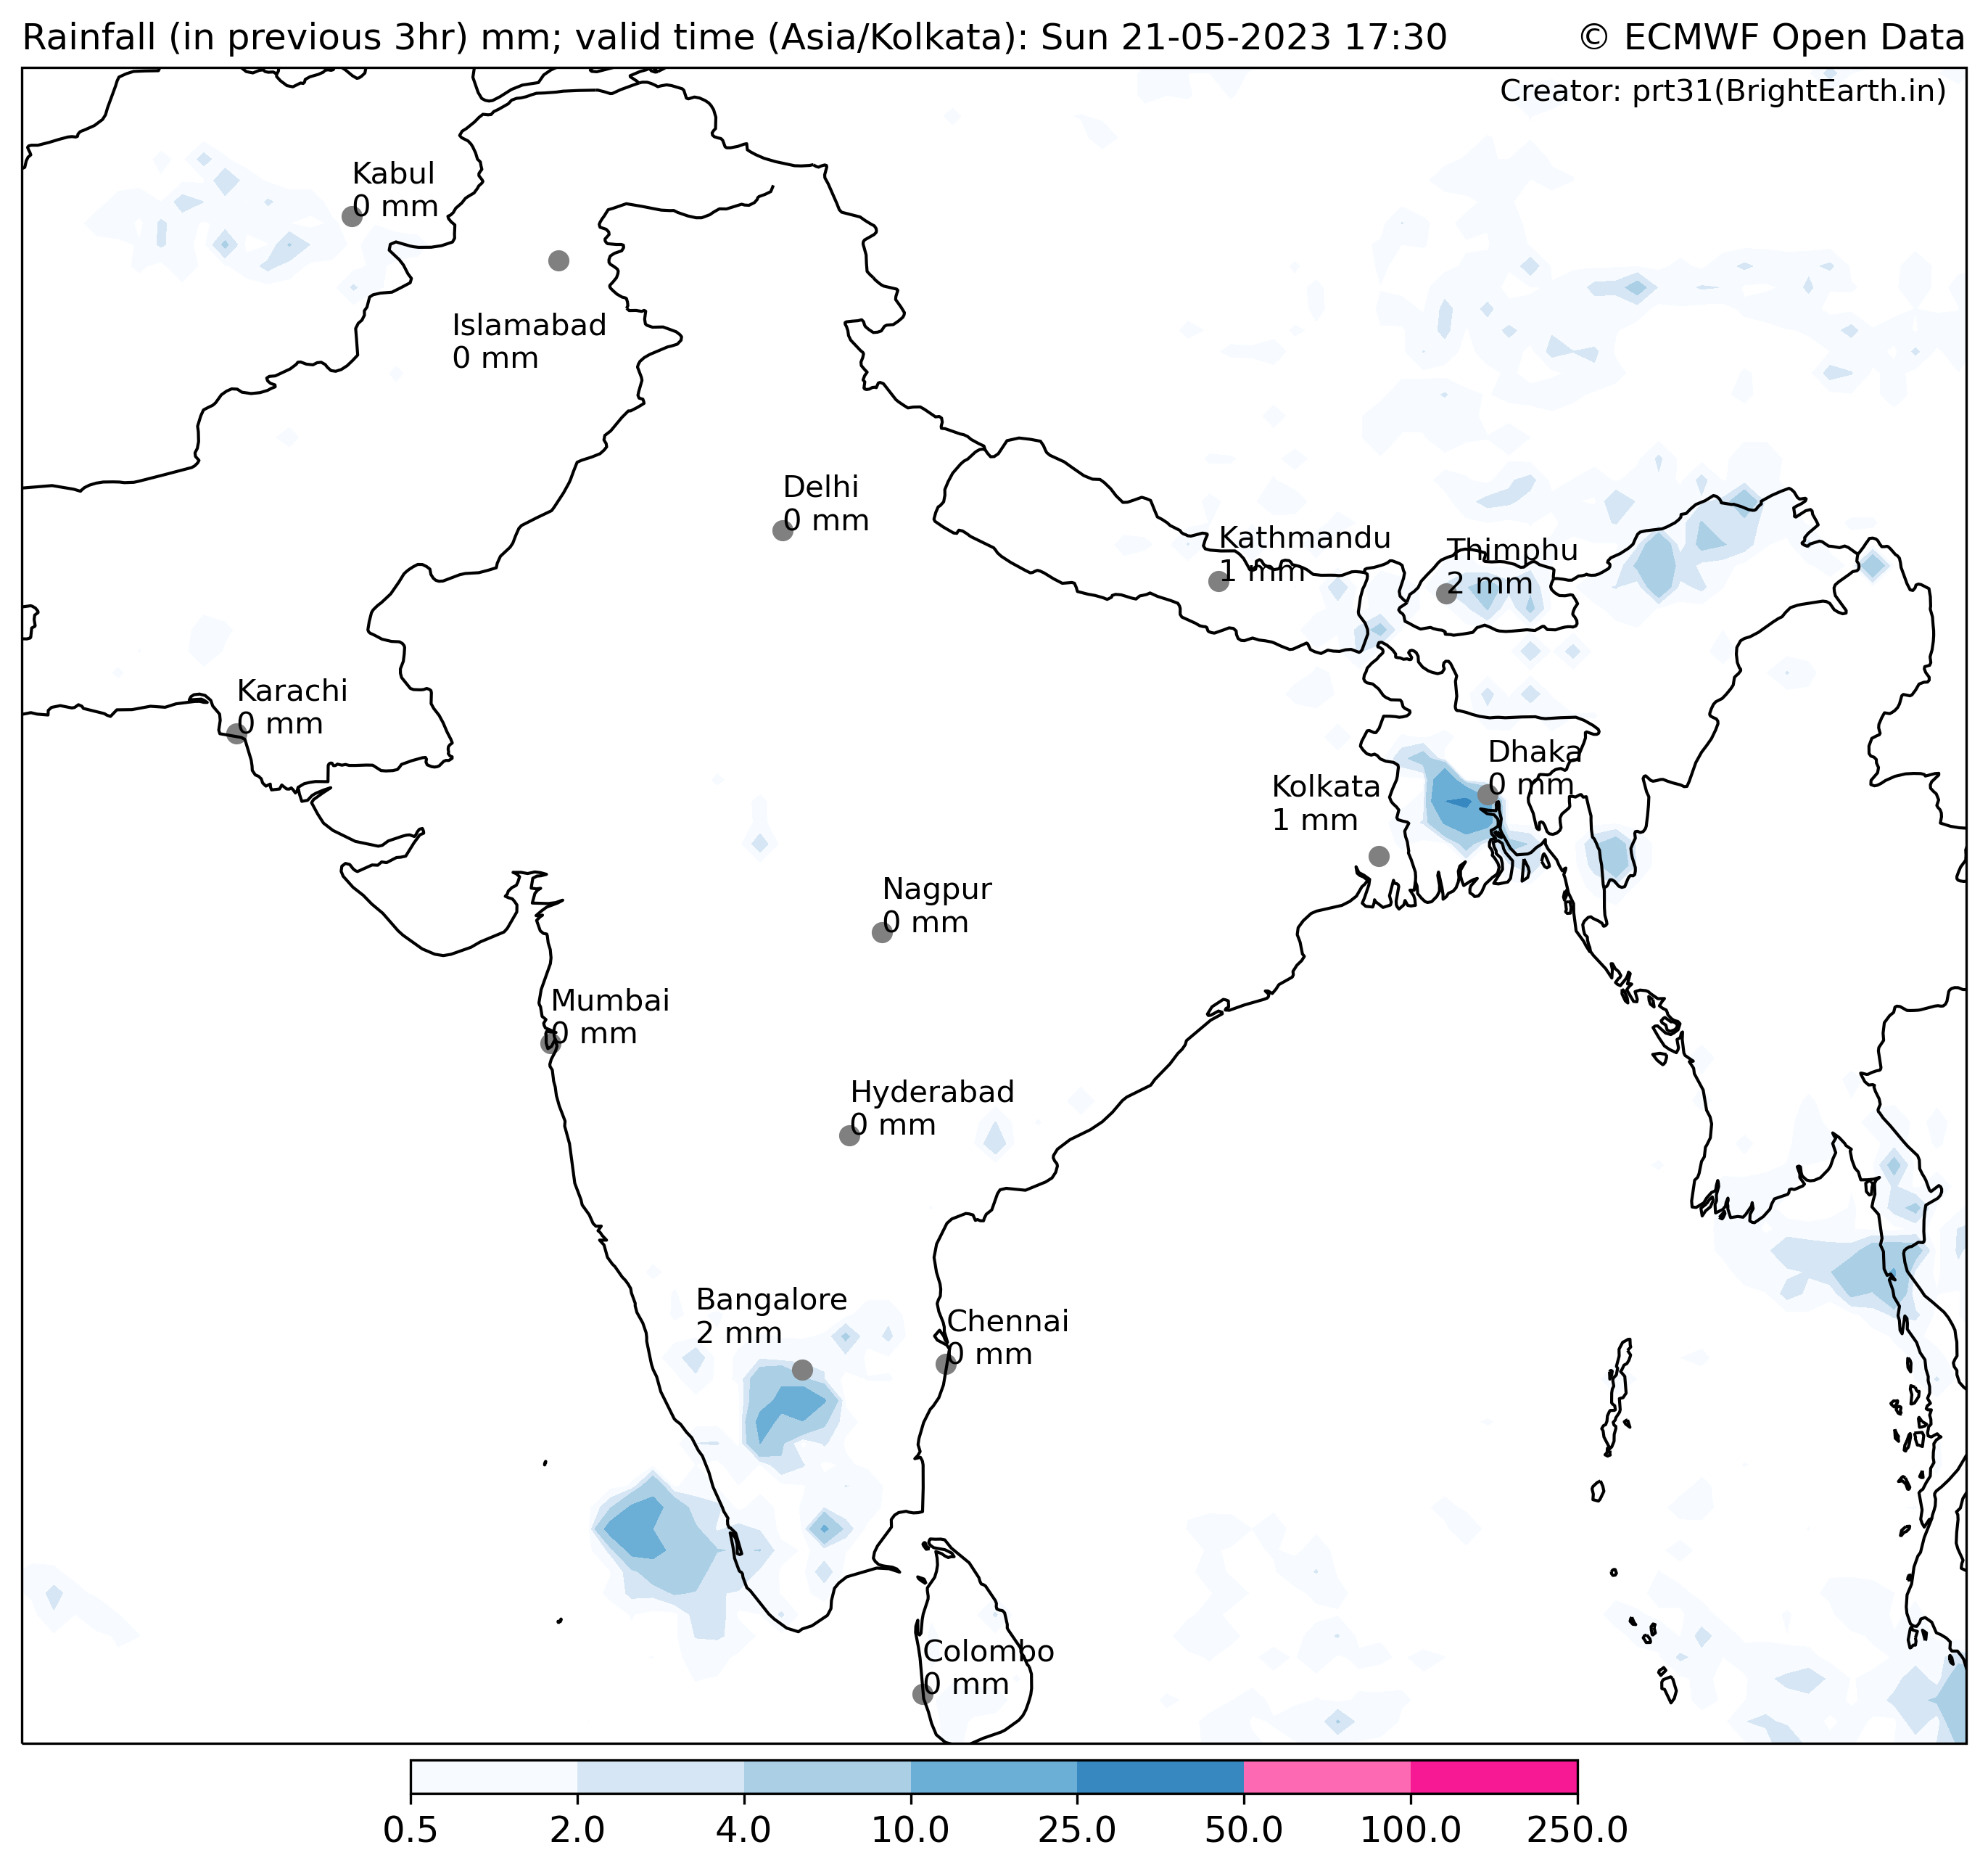 Rainfall (in previous 3hr) mm; valid time (Asia/Kolkata): Sun 21-05-2023 17:30
© ECMWF Open Data
Creator: prt31(BrightEarth.in)
Kabul
0 mm
Islamabad
0 mm
Delhi
0 mm
Kathmandu
1 mm
Thimphu
2 mm
Karachi
0 mm
Dhaka
0 mm
Kolkata
1 mm
Nagpur
0 mm
Mumbai
0 mm
Hyderabad
0 mm
Bangalore
2 mm
Chennai
0 mm
Colombo
0 mm
0.5 2.0 4.0 10.0 25.0 50.0 100.0 250.0